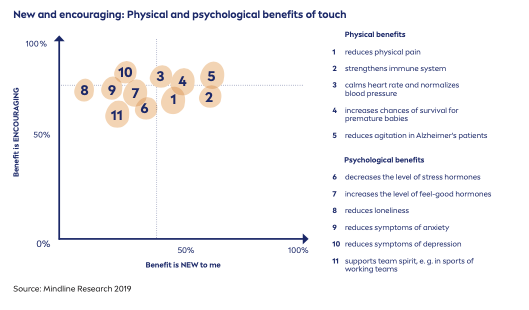 New and encouraging: Physical and psychological benefits of touch
100%
50%
0%
Benefit is ENCOURAGING
8
10
9
7
11
6
3
4
1
5
2
50%
100%
Benefit is NEW to me
Physical benefits
1 reduces physical pain
2 strengthens immune system
3 calms heart rate and normalizes
blood pressure
4 increases chances of survival for
premature babies
5 reduces agitation in Alzheimer's patients
Psychological benefits
6 decreases the level of stress hormones
7 increases the level of feel-good hormones
8 reduces loneliness
9 reduces symptoms of anxiety
10 reduces symptoms of depression
11 supports team spirit, e. g. in sports of
working teams
Source: Mindline Research 2019